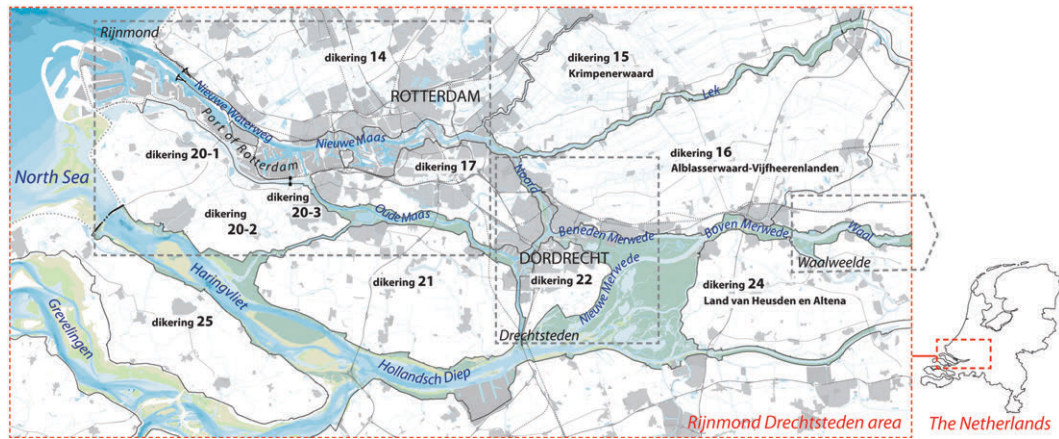 Rijnmond
dikering 14
dikering 15
Krimpenerwaard
ROTTERDAM
Lek
Nieuwe Waterweg
Port of Rotterdam
Nieuwe Maas
dikering 20-1
dikering 17
dikering 16
Alblasserwaard-Vijfheerenlanden
North Sea
dikering
20-3
Noord
dikering
20-2
Oude Maas
Beneden Merwede
Boven Merwede
Waal
DORDRECHT
Waalweelde
Haringvliet
dikering 21
dikering 22
Nieuwe Merwede
dikering 24
Land van Heusden en Altena
Grevelingen
dikering 25
Drechtsteden
Hollandsch Diep
Rijnmond Drechtsteden area
The Netherlands